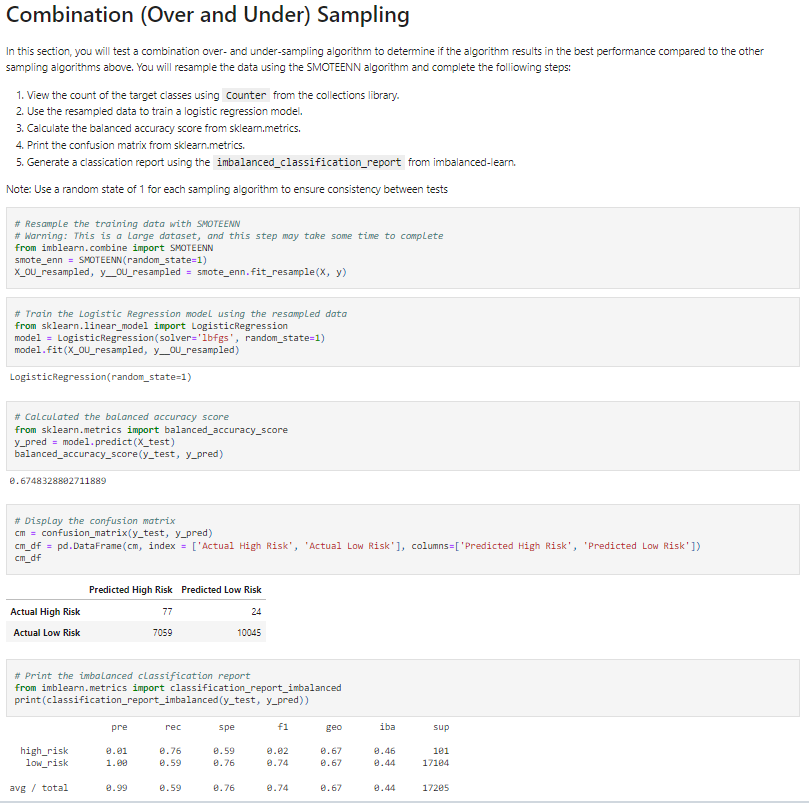 Combination (Over and Under) Sampling
In this section, you will test a combination over- and under-sampling algorithm to determine if the algorithm results in the best performance compared to the other
sampling algorithms above. You will resample the data using the SMOTEENN algorithm and complete the folliowing steps:
1. View the count of the target classes using Counter from the collections library.
2. Use the resampled data to train a logistic regression model.
3. Calculate the balanced accuracy score from sklearn.metrics.
4. Print the confusion matrix from sklearn.metrics.
5. Generate a classication report using the imbalanced_classification_report from imbalanced-learn.
Note: Use a random state of 1 for each sampling algorithm to ensure consistency between tests
# Resample the training data with SMOTEENN
# Warning: This is a large dataset, and this step may take some time to complete
from imblearn.combine import SMOTEENN
smote_enn = SMOTEENN(random_state=1)
X_OU_resampled, y__OU_resampled = smote_enn.fit_resample(X, y)
# Train the Logistic Regression model using the resampled data
from sklearn.linear_model import LogisticRegression
model = LogisticRegression(solver='lbfgs', random_state=1)
model.fit(X_OU_resampled, y__OU_resampled)
LogisticRegression(random_state=1)
# Calculated the balanced accuracy score
from sklearn.metrics import balanced_accuracy_score
y_pred = model.predict(X_test)
balanced_accuracy_score(y_test, y_pred)
0.6748328802711889
# Display the confusion matrix
cm = confusion_matrix(y_test, y_pred)
cm_df = pd.DataFrame(cm, index = ['Actual High Risk', 'Actual Low Risk'], columns=['Predicted High Risk', 'Predicted Low Risk'])
cm_df
Predicted High Risk Predicted Low Risk
Actual High Risk 77 24
Actual Low Risk 7059 10045
# Print the imbalanced classification report
from imblearn.metrics import classification_report_imbalanced
print(classification_report_imbalanced(y_test, y_pred))
pre rec spe f1 geo iba sup
high_risk 0.01 0.76 0.59 0.02 0.67 0.46 101
low_risk 1.00 0.59 0.76 0.74 0.67 0.44 17104
avg / total 0.99 0.59 0.76 0.74 0.67 0.44 17205